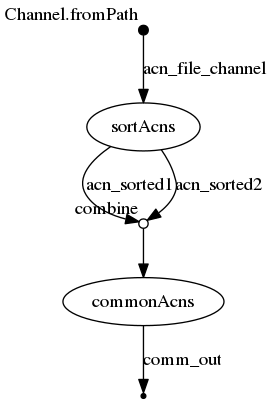 Channel.fromPath
acn_file_channel
sortAcns
acn_sorted1 acn_sorted2
combine
commonAcns
comm_out